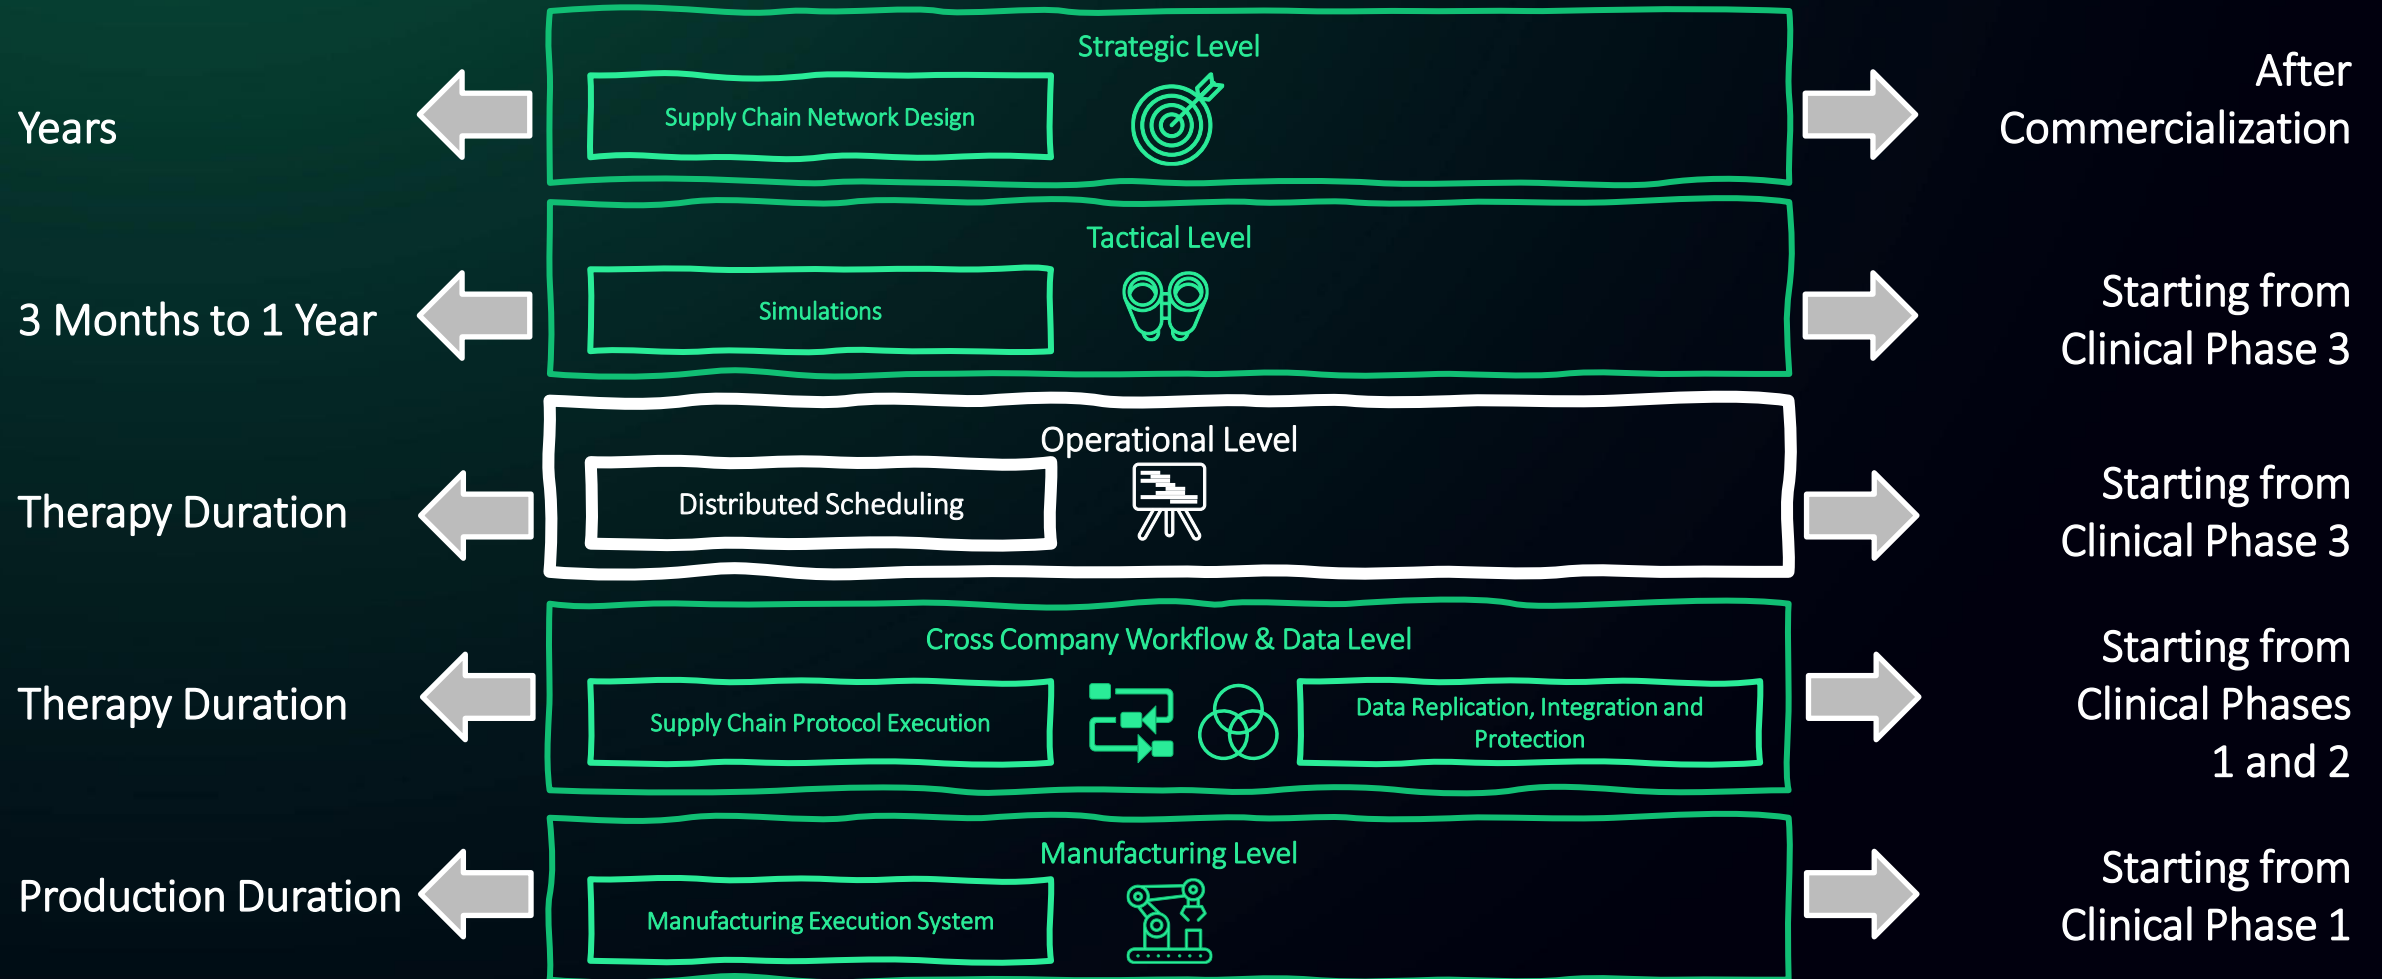 Strategic Level
Supply Chain Network Design
Years
After
Commercialization
Tactical Level
Simulations
3 Months to 1 Year
Starting from
Clinical Phase 3
Operational Level
Distributed Scheduling
Therapy Duration
Starting from
Clinical Phase 3
Cross Company Workflow & Data Level
Supply Chain Protocol Execution
Data Replication, Integration and
Protection
Therapy Duration
Starting from
Clinical Phases
1 and 2
Manufacturing Level
Manufacturing Execution System
Production Duration
Starting from
Clinical Phase 1